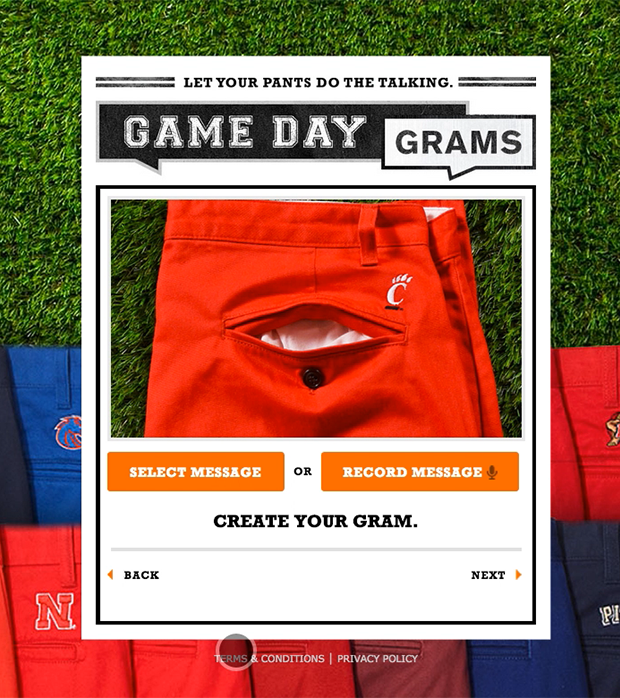 LET YOUR PANTS DO THE TALKING.
GAME DAY
GRAMS
C
SELECT MESSAGE OR RECORD MESSAGE
CREATE YOUR GRAM.
BACK NEXT
N
TERMS & CONDITIONS | PRIVACY POLICY